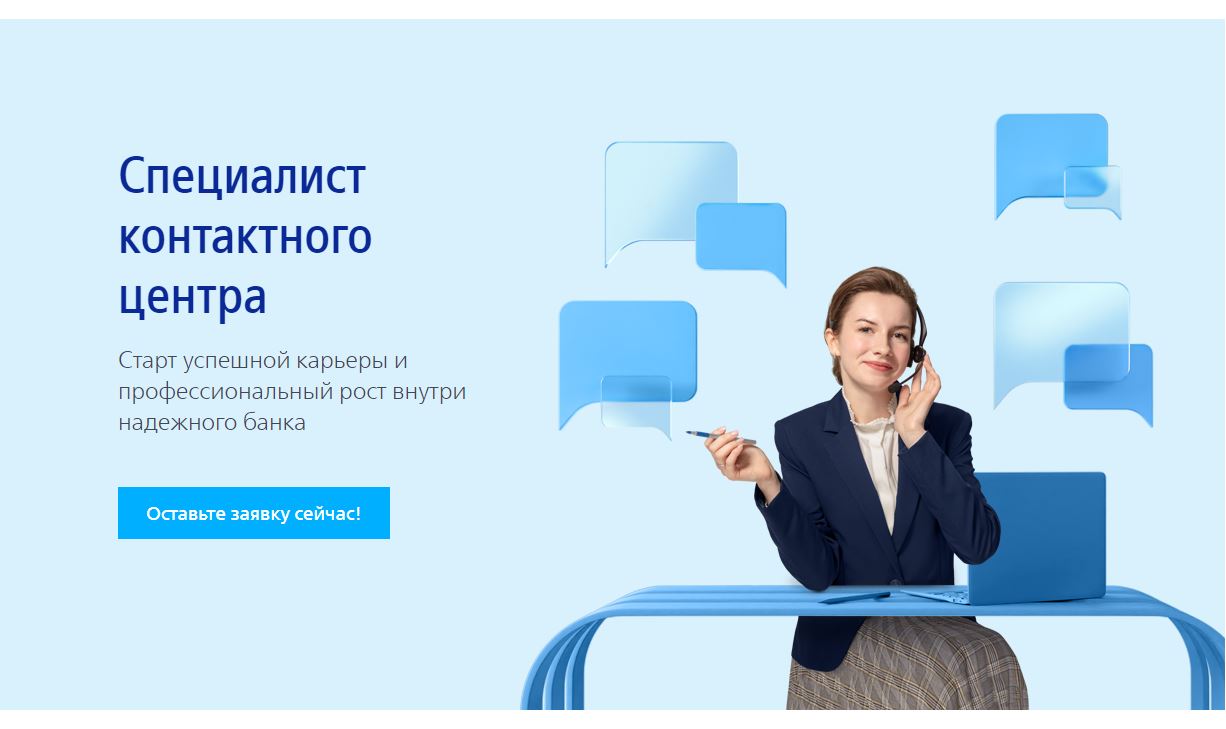 Специалист
контактного
центра
Старт успешной карьеры и
профессиональный рост внутри
надежного банка
Оставьте заявку сейчас!